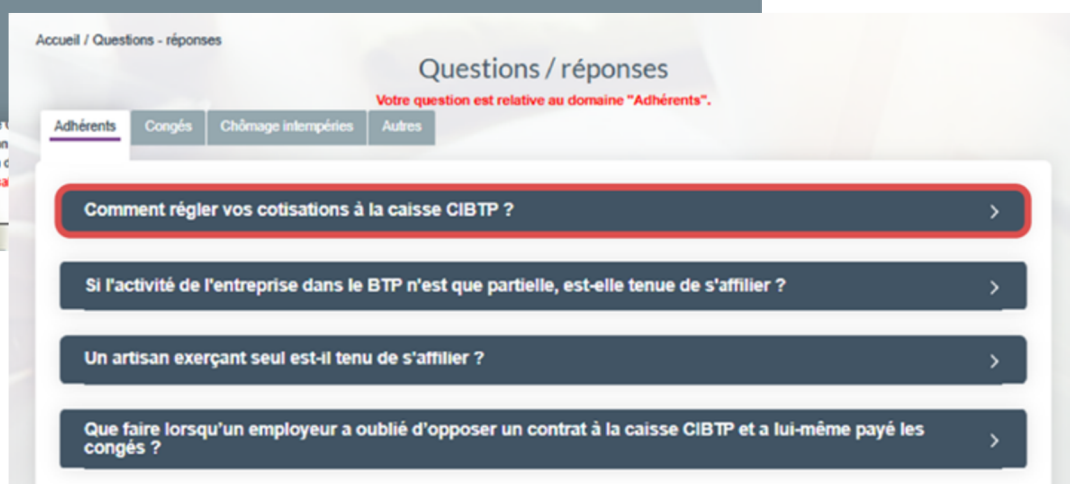 Accueil / Questions - réponses
Questions / réponses
Votre question est relative au domaine "Adhérents".
Adhérents Congés Chômage intempéries Autres
Comment régler vos cotisations à la caisse CIBTP ?
Si l'activité de l'entreprise dans le BTP n'est que partielle, est-elle tenue de s'affilier ?
Un artisan exerçant seul est-il tenu de s'affilier ?
Que faire lorsqu'un employeur a oublié d'opposer un contrat à la caisse CIBTP et a lui-même payé les
congés ?